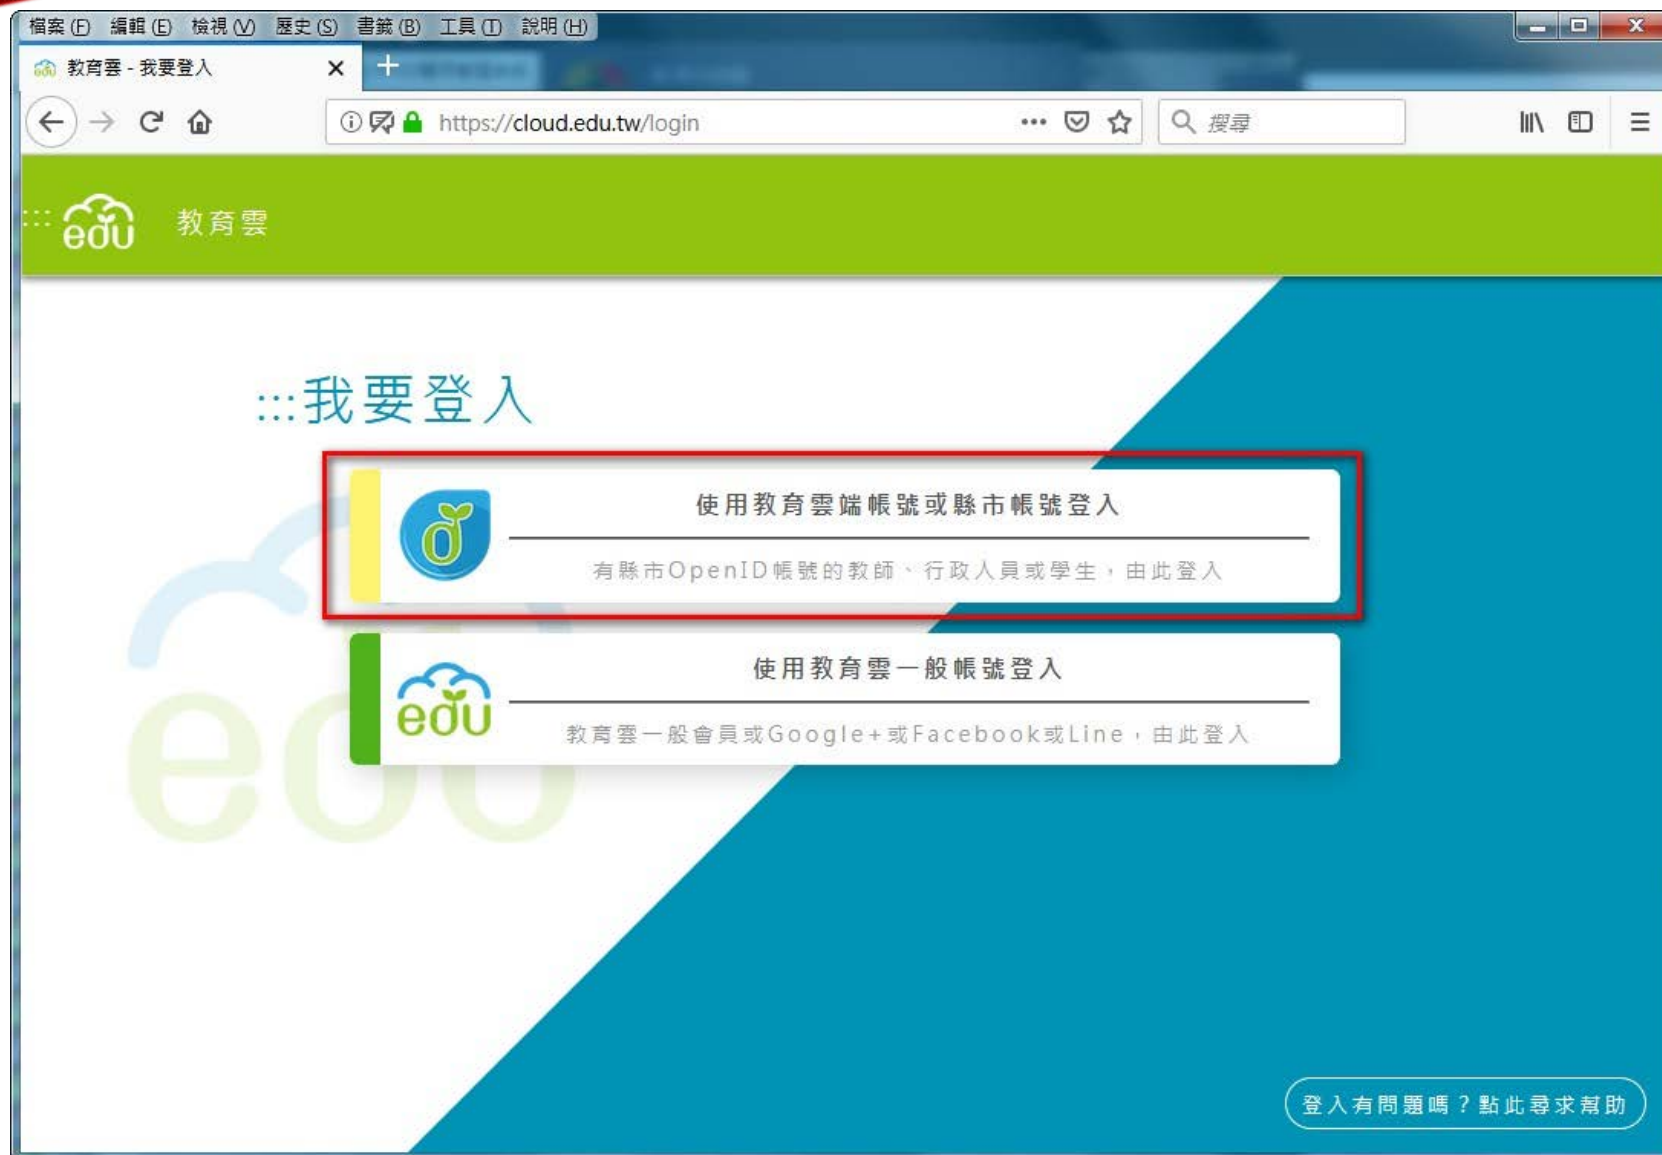 檔案(F) 編輯(E) 檢視(V) 歷史(S) 書籤(B) 工具(T) 說明(H)
教育雲 - 我要登入
https://cloud.edu.tw/login
搜尋
::: edu 教育雲
:::我要登入
使用教育雲端帳號或縣市帳號登入
有縣市OpenID帳號的教師、行政人員或學生，由此登入
edu
使用教育雲一般帳號登入
edu
教育雲一般會員或Google+或Facebook或Line，由此登入
登入有問題嗎？點此尋求幫助